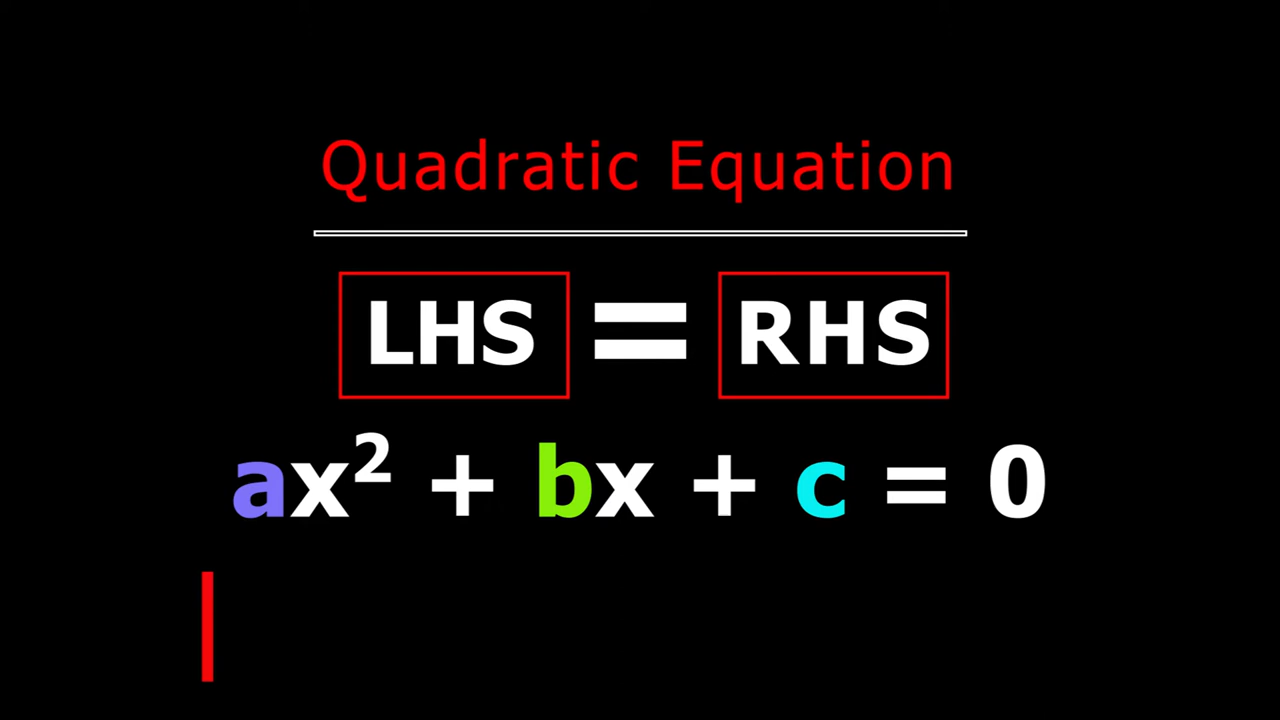 Quadratic Equation
LHS = RHS
ax² + bx + c = 0